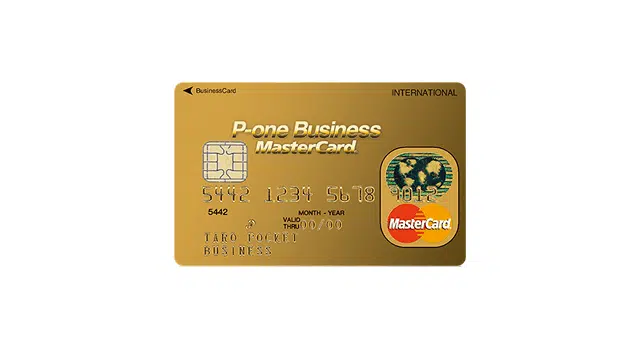 BusinessCard
INTERNATIONAL
P-one Business
MasterCard
5442 1234 5678 9012
5442
MONTH - YEAR
VALID
THRU 00/00
TARO POCKET
BUSINESS
MasterCard